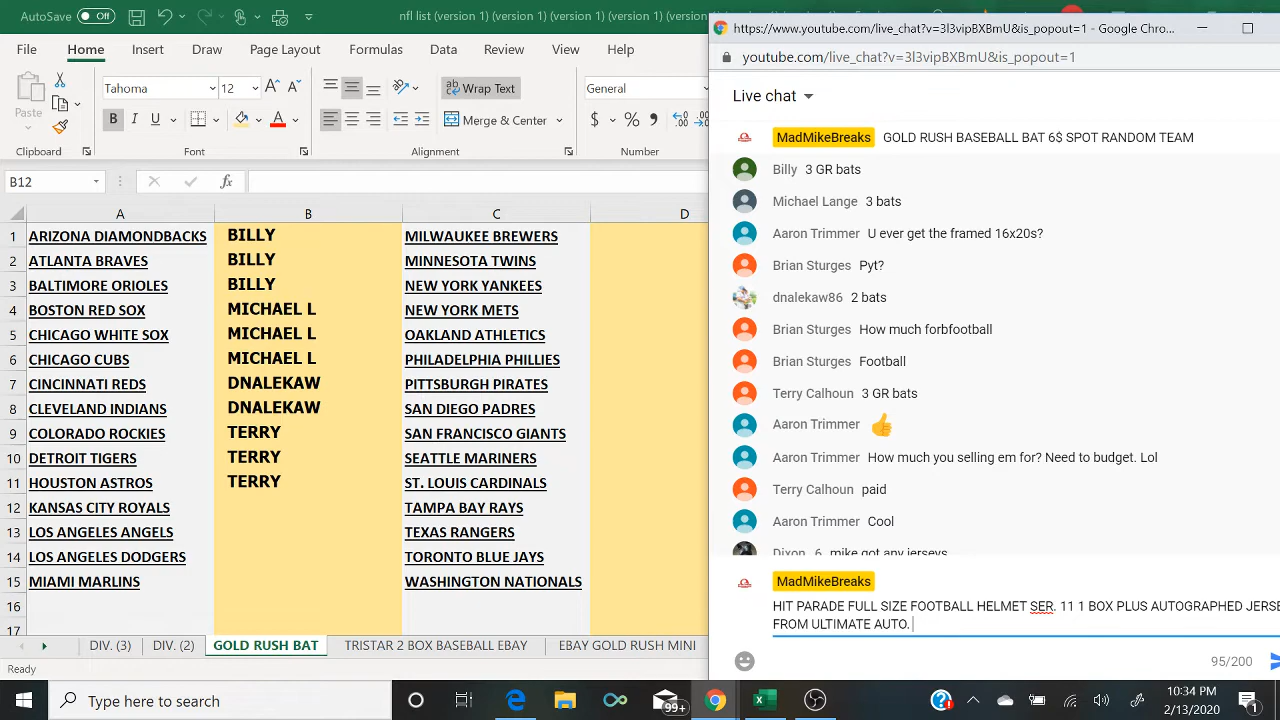 AutoSave Off nfl list (version 1) (version 1) (version 1) (version 1) (version 1)
https://www.youtube.com/live_chat?v=3l3vipBXBmU&is_popout=1 - Google Chro...
youtube.com/live_chat?v=3l3vipBXBmU&is_popout=1
File Home Insert Draw Page Layout Formulas Data Review View Help
Paste
Tahoma 12
B I U
Wrap Text
Merge & Center
General
$ %
Clipboard Font Alignment
B12 fx
A B C D
1 ARIZONA DIAMONDBACKS BILLY MILWAUKEE BREWERS
2 ATLANTA BRAVES BILLY MINNESOTA TWINS
3 BALTIMORE ORIOLES BILLY NEW YORK YANKEES
4 BOSTON RED SOX MICHAEL L NEW YORK METS
5 CHICAGO WHITE SOX MICHAEL L OAKLAND ATHLETICS
6 CHICAGO CUBS MICHAEL L PHILADELPHIA PHILLIES
7 CINCINNATI REDS DNALEKAW PITTSBURGH PIRATES
8 CLEVELAND INDIANS DNALEKAW SAN DIEGO PADRES
9 COLORADO ROCKIES TERRY SAN FRANCISCO GIANTS
10 DETROIT TIGERS TERRY SEATTLE MARINERS
11 HOUSTON ASTROS TERRY ST. LOUIS CARDINALS
12 KANSAS CITY ROYALS TAMPA BAY RAYS
13 LOS ANGELES ANGELS TEXAS RANGERS
14 LOS ANGELES DODGERS TORONTO BLUE JAYS
15 MIAMI MARLINS WASHINGTON NATIONALS
16
17
DIV. (3) DIV. (2) GOLD RUSH BAT TRISTAR 2 BOX BASEBALL EBAY EBAY GOLD RUSH MINI
Ready
Live chat
MadMikeBreaks GOLD RUSH BASEBALL BAT 6$ SPOT RANDOM TEAM
Billy 3 GR bats
Michael Lange 3 bats
Aaron Trimmer U ever get the framed 16x20s?
Brian Sturges Pyt?
dnalekaw86 2 bats
Brian Sturges How much forbfootball
Brian Sturges Football
Terry Calhoun 3 GR bats
Aaron Trimmer 👍
Aaron Trimmer How much you selling em for? Need to budget. Lol
Terry Calhoun paid
Aaron Trimmer Cool
Dixon_6 mike got any jerseys
MadMikeBreaks
HIT PARADE FULL SIZE FOOTBALL HELMET SER. 11 1 BOX PLUS AUTOGRAPHED JERSE
FROM ULTIMATE AUTO.
95/200
Type here to search
99+
10:34 PM
2/13/2020
1